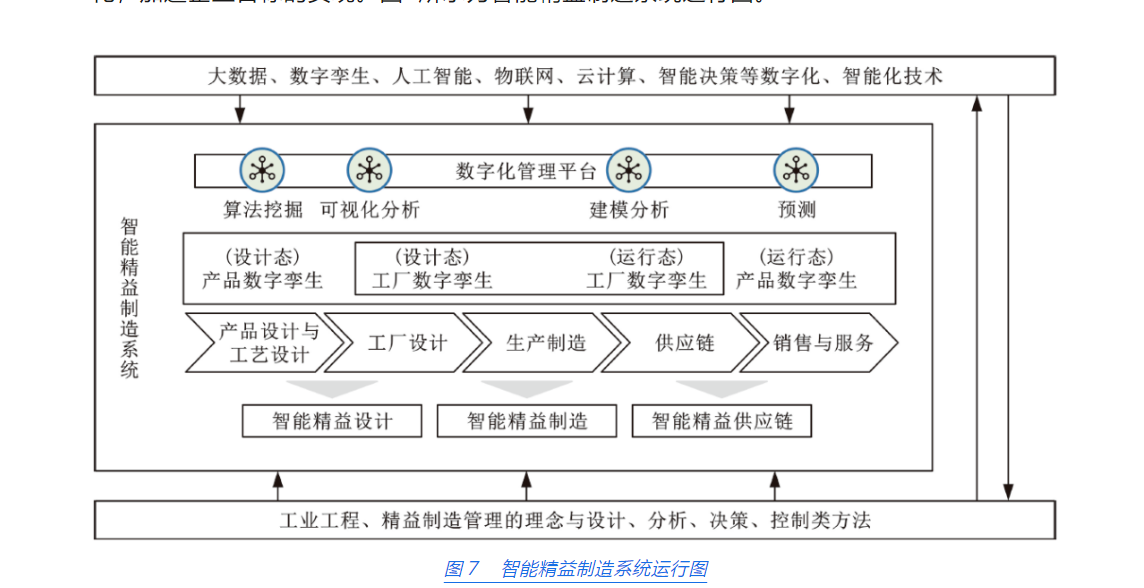 大数据、数字孪生、人工智能、物联网、云计算、智能决策等数字化、智能化技术
智能精益制造系统
数字化管理平台
算法挖掘 可视化分析 建模分析 预测
(设计态) (设计态) (运行态) (运行态)
产品数字孪生 工厂数字孪生 工厂数字孪生 产品数字孪生
产品设计与
工艺设计
工厂设计
生产制造
供应链
销售与服务
智能精益设计 智能精益制造 智能精益供应链
工业工程、精益制造管理的理念与设计、分析、决策、控制类方法
图 7 智能精益制造系统运行图